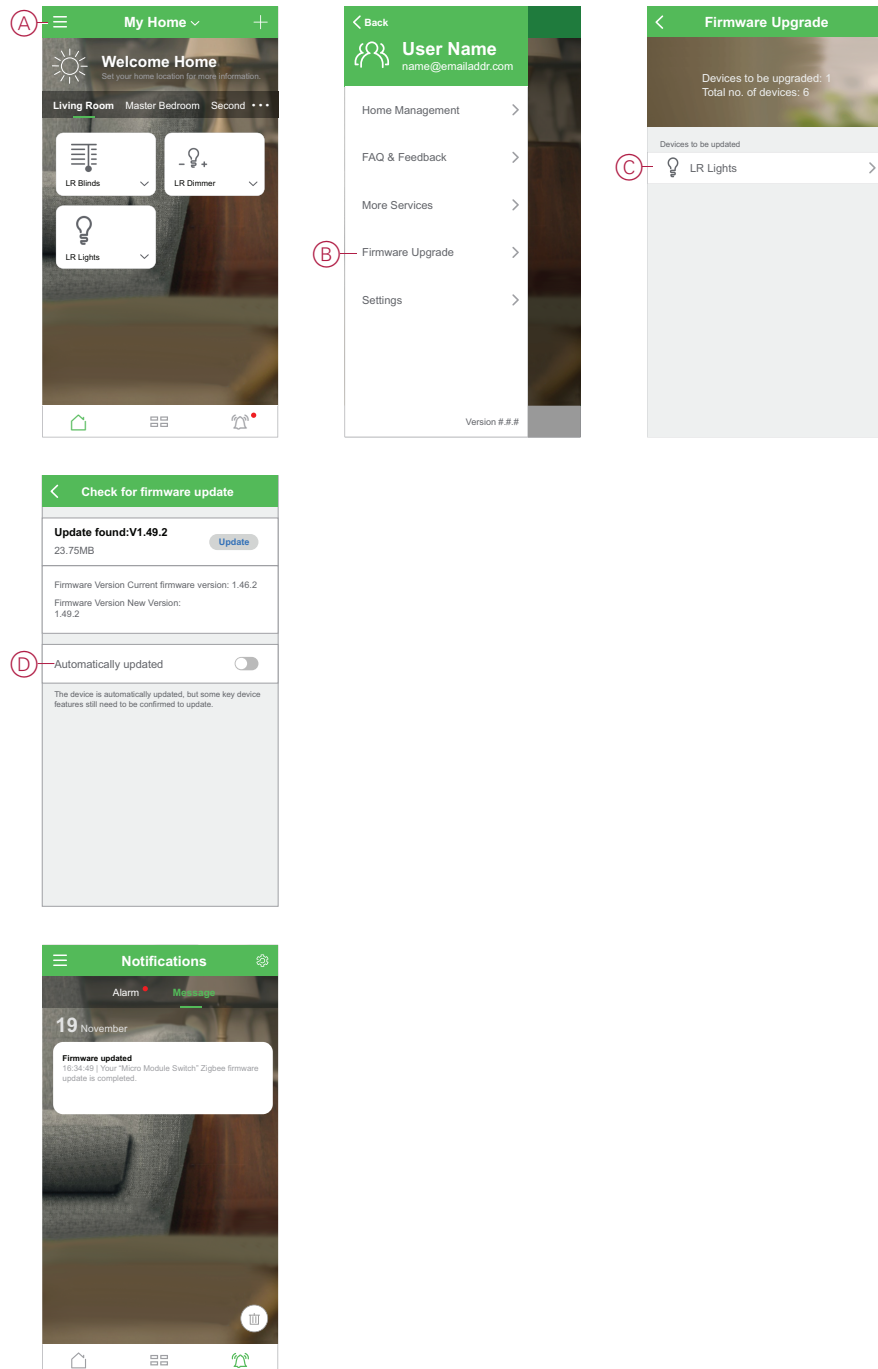 A
My Home
Welcome Home
Set your home location for more information.
Living Room Master Bedroom Second
LR Blinds
LR Dimmer
LR Lights
Back
User Name
name@emailaddr.com
Home Management
FAQ & Feedback
More Services
B
Firmware Upgrade
Settings
Version #.#.#
Firmware Upgrade
Devices to be upgraded: 1
Total no. of devices: 6
Devices to be updated
C
LR Lights
Check for firmware update
Update found:V1.49.2
23.75MB
Update
Firmware Version Current firmware version: 1.46.2
Firmware Version New Version:
1.49.2
D
Automatically updated
The device is automatically updated, but some key device
features still need to be confirmed to update.
Notifications
Alarm Message
19 November
Firmware updated
16:34:49 | Your “Micro Module Switch” Zigbee firmware
update is completed.